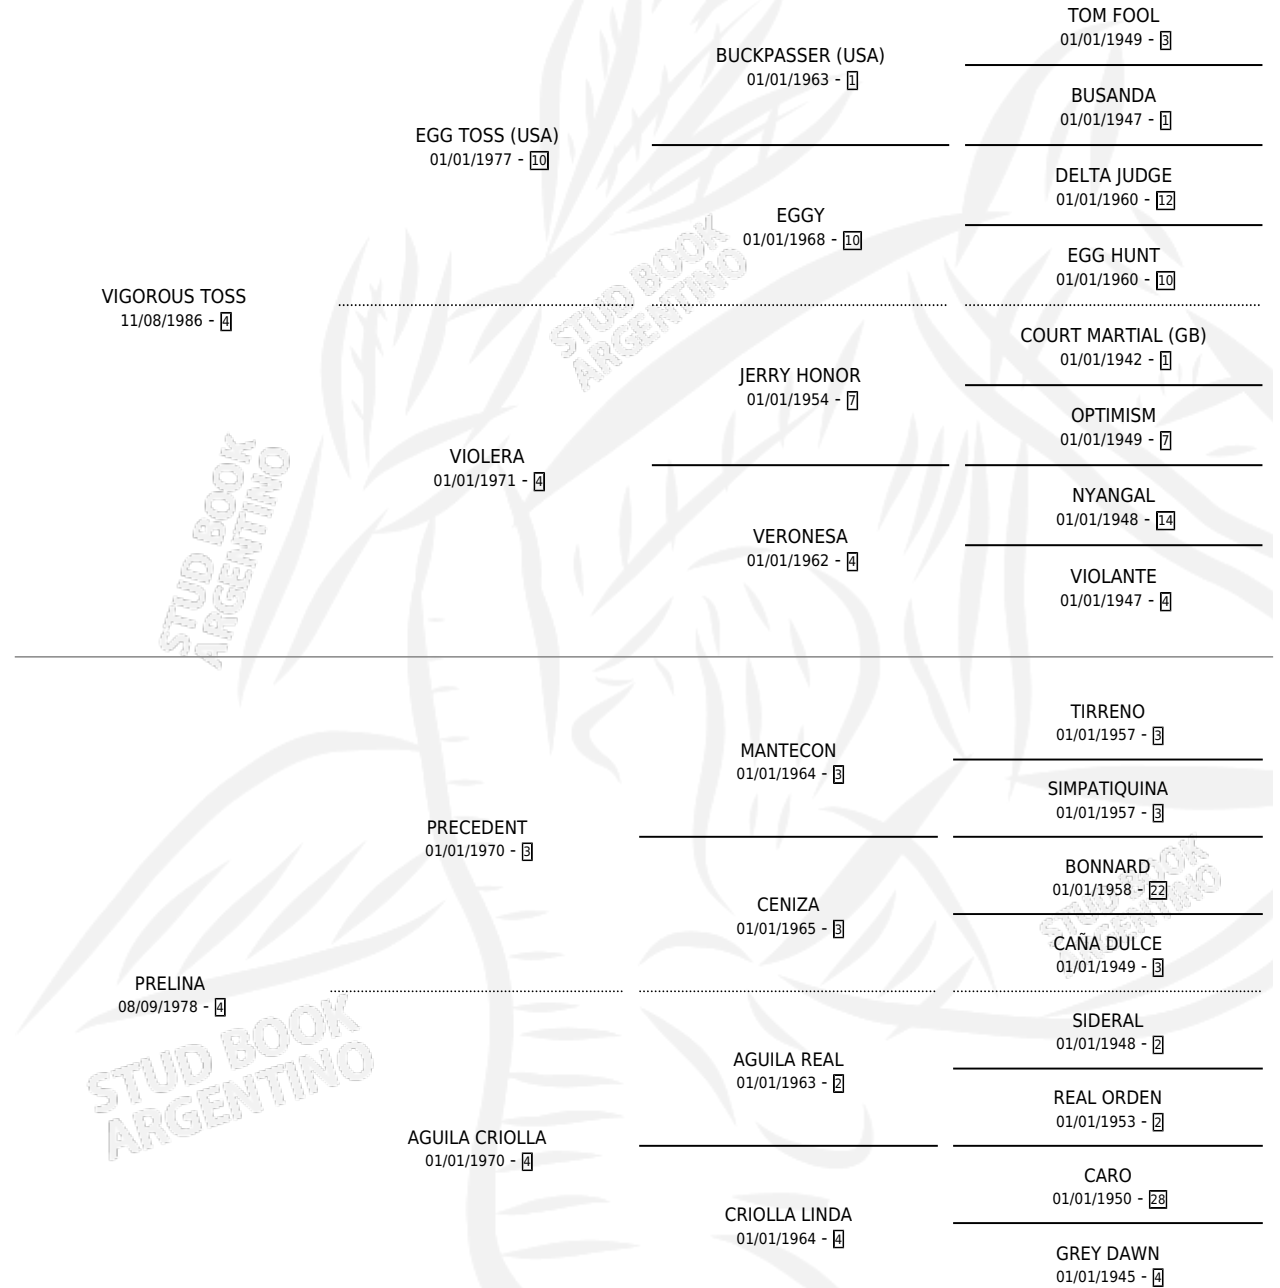 TOM FOOL
01/01/1949 - 3
BUCKPASSER (USA)
01/01/1963 - 1
BUSANDA
01/01/1947 - 1
EGG TOSS (USA)
01/01/1977 - 10
DELTA JUDGE
01/01/1960 - 12
EGGY
01/01/1968 - 10
EGG HUNT
01/01/1960 - 10
VIGOROUS TOSS
11/08/1986 - 4
STUD BOOK
ARGENTINO
COURT MARTIAL (GB)
01/01/1942 - 1
JERRY HONOR
01/01/1954 - 7
OPTIMISM
01/01/1949 - 7
VIOLERA
01/01/1971 - 4
NYANGAL
01/01/1948 - 14
VERONESA
01/01/1962 - 4
VIOLANTE
01/01/1947 - 4
STUD BOOK
ARGENTINO
TIRRENO
01/01/1957 - 3
MANTECON
01/01/1964 - 3
SIMPATIQUINA
01/01/1957 - 3
PRECEDENT
01/01/1970 - 3
BONNARD
01/01/1958 - 22
CENIZA
01/01/1965 - 3
CAÑA DULCE
01/01/1949 - 3
STUD BOOK
ARGENTINO
PRELINA
08/09/1978 - 4
SIDERAL
01/01/1948 - 2
AGUILA REAL
01/01/1963 - 2
REAL ORDEN
01/01/1953 - 2
STUD BOOK
ARGENTINO
AGUILA CRIOLLA
01/01/1970 - 4
CARO
01/01/1950 - 28
CRIOLLA LINDA
01/01/1964 - 4
GREY DAWN
01/01/1945 - 4